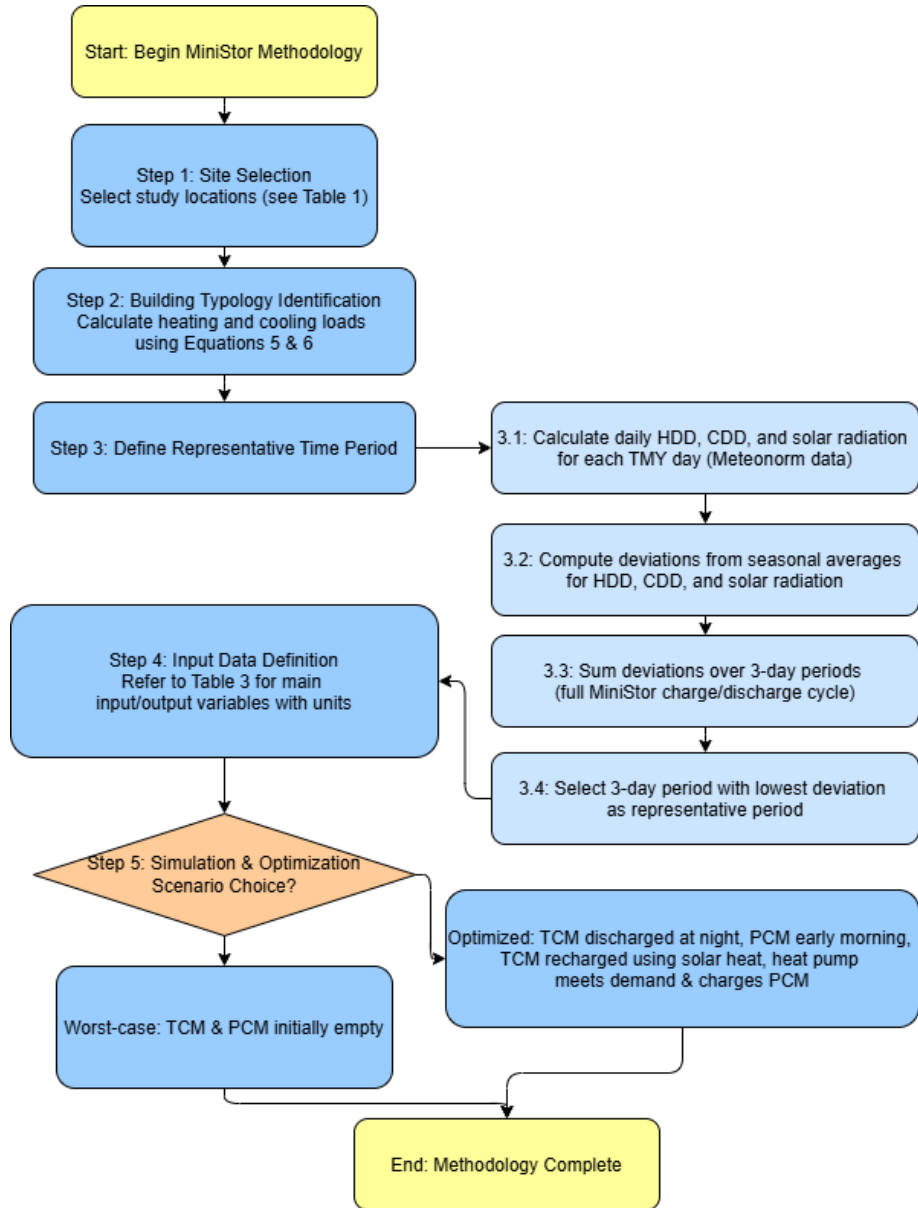 Start: Begin MiniStor Methodology
Step 1: Site Selection
Select study locations (see Table 1)
Step 2: Building Typology Identification
Calculate heating and cooling loads
using Equations 5 & 6
Step 3: Define Representative Time Period
3.1: Calculate daily HDD, CDD, and solar radiation
for each TMY day (Meteonorm data)
3.2: Compute deviations from seasonal averages
for HDD, CDD, and solar radiation
3.3: Sum deviations over 3-day periods
(full MiniStor charge/discharge cycle)
3.4: Select 3-day period with lowest deviation
as representative period
Step 4: Input Data Definition
Refer to Table 3 for main
input/output variables with units
Step 5: Simulation & Optimization
Scenario Choice?
Optimized: TCM discharged at night, PCM early morning,
TCM recharged using solar heat, heat pump
meets demand & charges PCM
Worst-case: TCM & PCM initially empty
End: Methodology Complete